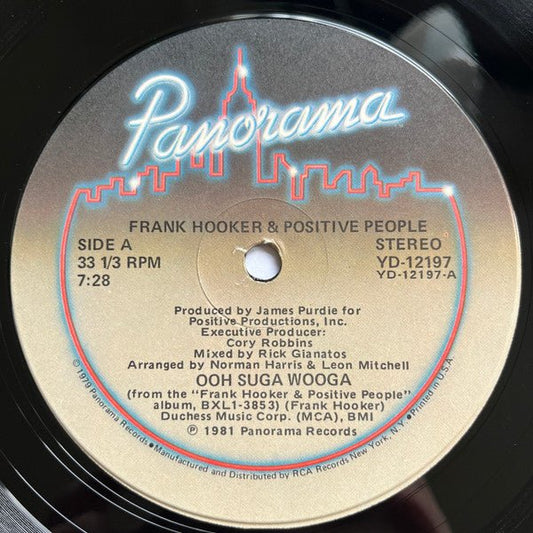 Panorama
FRANK HOOKER & POSITIVE PEOPLE
SIDE A
33 1/3 RPM
7:28
STEREO
YD-12197
YD-12197-A
Produced by James Purdie for
Positive Productions, Inc.
Executive Producer:
Cory Robbins
Mixed by Rick Gianatos
Arranged by Norman Harris & Leon Mitchell
OOH SUGA WOOGA
(from the "Frank Hooker & Positive People"
album, BXL1-3853) (Frank Hooker)
Duchess Music Corp. (MCA), BMI
℗ 1981 Panorama Records
©1979 Panorama Records • Manufactured and Distributed by RCA Records New York, N.Y. • Printed in U.S.A.